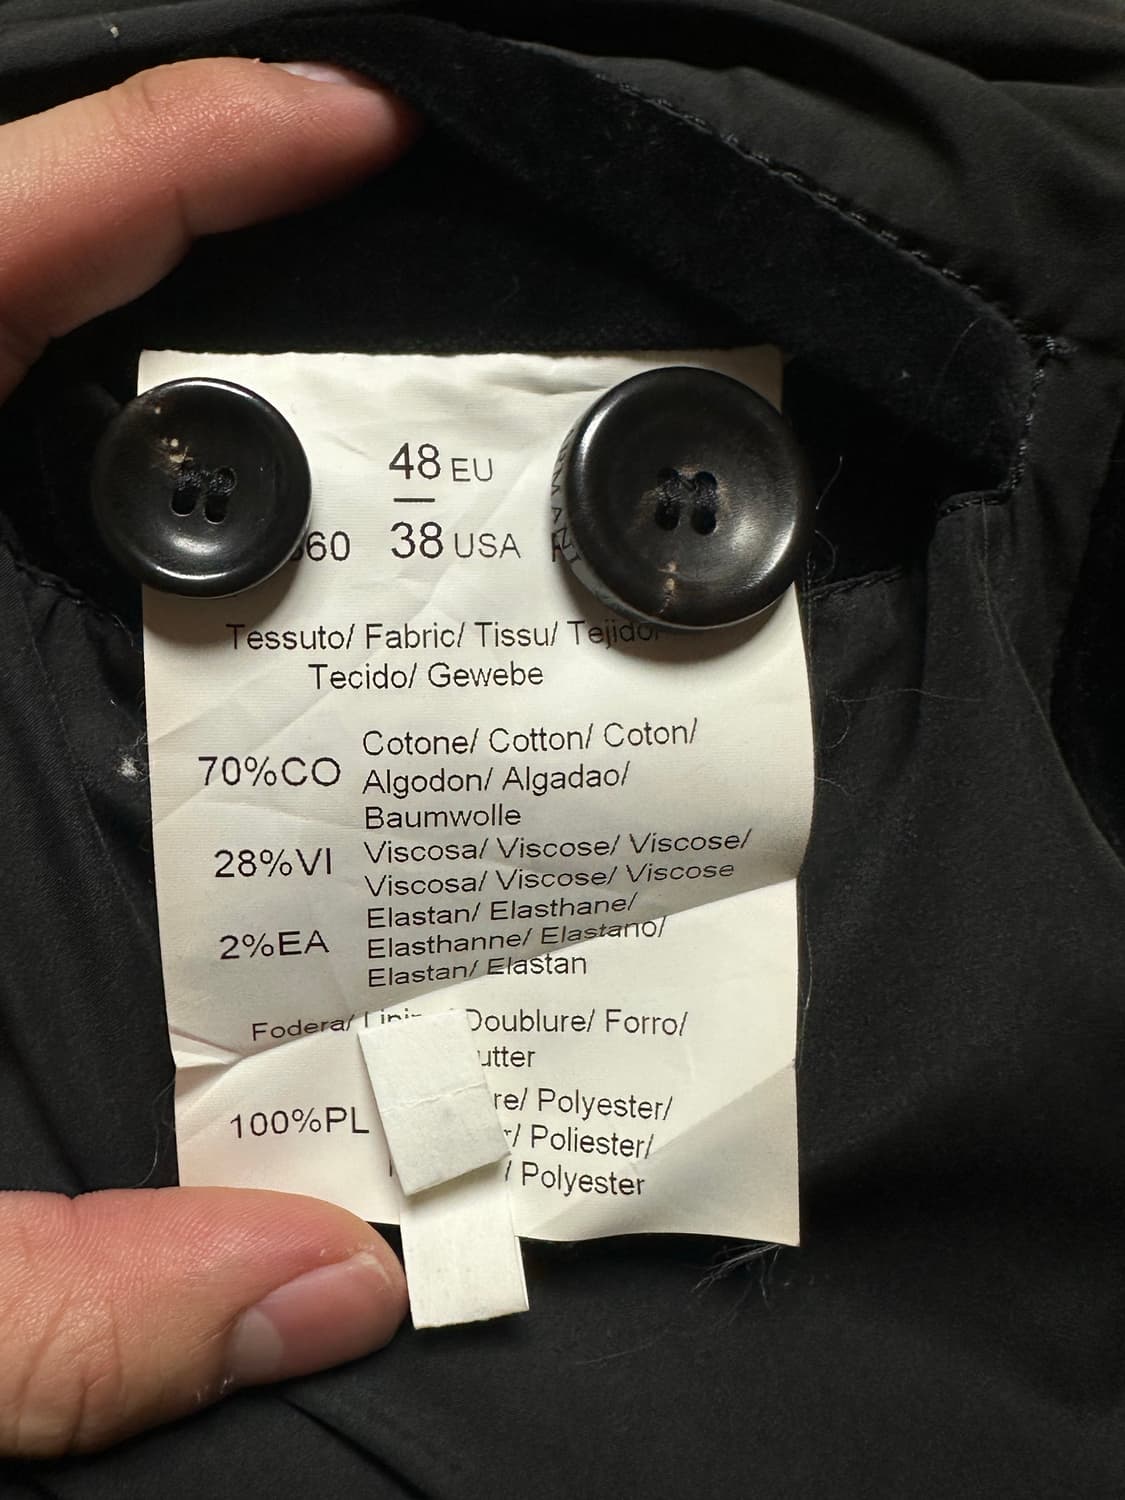 48 EU
60 38 USA
Tessuto/ Fabric/ Tissu/ Tejido/
Tecido/ Gewebe
70%CO Cotone/ Cotton/ Coton/
Algodon/ Algadao/
Baumwolle
28%VI Viscosa/ Viscose/ Viscose/
Viscosa/ Viscose/ Viscose
2%EA Elastan/ Elasthane/
Elasthanne/ Elastano/
Elastan/ Elastan
Fodera/ Doublure/ Forro/
utter
100%PL re/ Polyester/
r/ Poliester/
/ Polyester